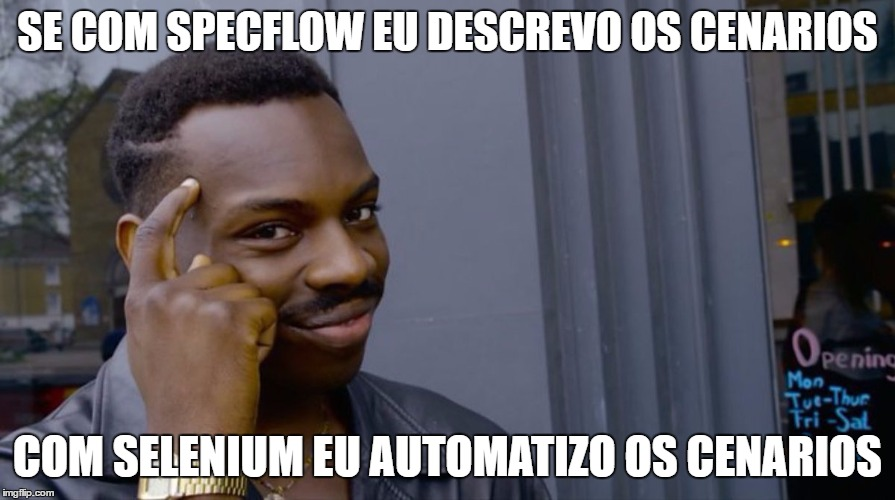 SE COM SPECFLOW EU DESCREVO OS CENARIOS
Opening
Mon
Tue-Thur
Fri-Sat
COM SELENIUM EU AUTOMATIZO OS CENARIOS
imgflip.com